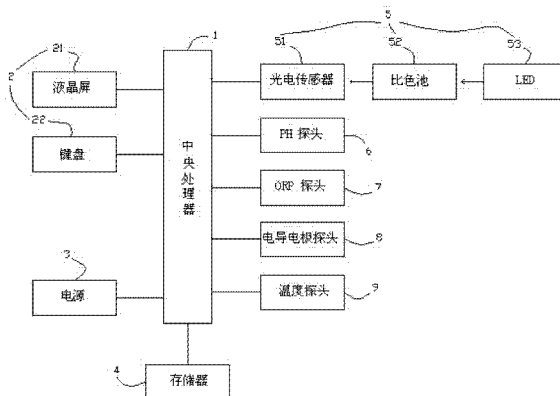 1
5
21
51
52
53
2
液晶屏
光电传感器
比色池
LED
22
键盘
PH 探头
6
中央处理器
ORP 探头
7
电导电极探头
8
3
电源
温度探头
9
4
存储器